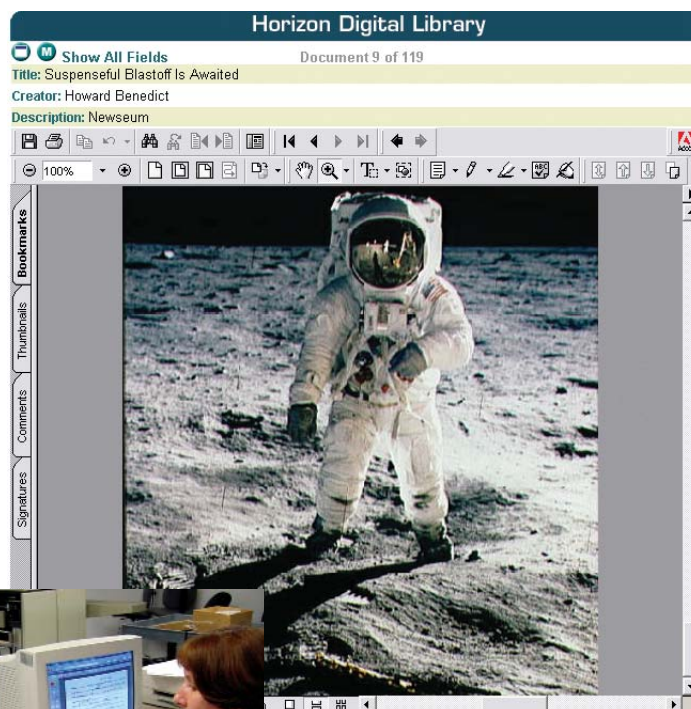 Horizon Digital Library
Show All Fields
Document 9 of 119
Title: Suspenseful Blastoff Is Awaited
Creator: Howard Benedict
Description: Newseum
100%
Bookmarks
Thumbnails
Comments
Signatures